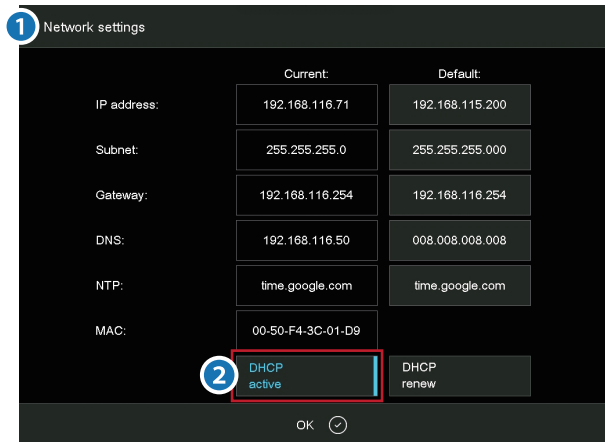 1 Network settings
Current: Default:
IP address: 192.168.116.71 192.168.115.200
Subnet: 255.255.255.0 255.255.255.000
Gateway: 192.168.116.254 192.168.116.254
DNS: 192.168.116.50 008.008.008.008
NTP: time.google.com time.google.com
MAC: 00-50-F4-3C-01-D9
2 DHCP active DHCP renew
OK